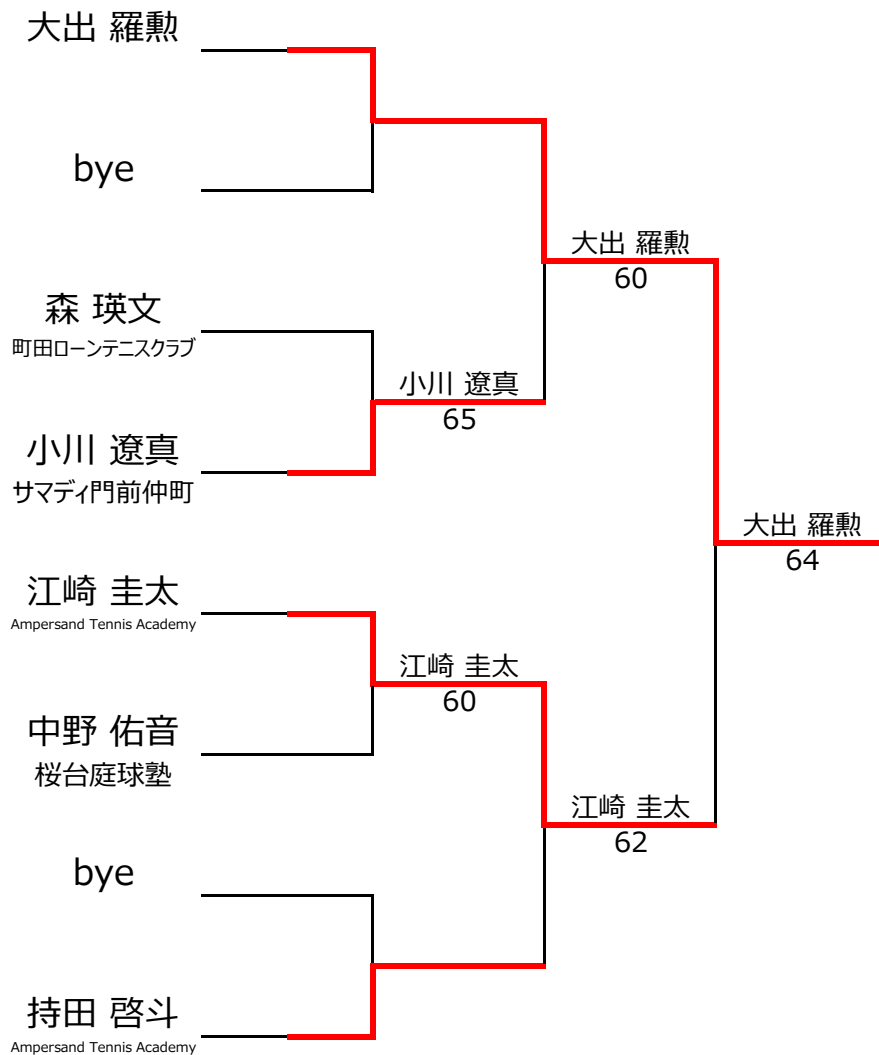 大出 羅勲
bye
森 瑛文
町田ローンテニスクラブ
小川 遼真
サマディ門前仲町
江崎 圭太
Ampersand Tennis Academy
中野 佑音
桜台庭球塾
bye
持田 啓斗
Ampersand Tennis Academy
小川 遼真
65
江崎 圭太
60
大出 羅勲
60
江崎 圭太
62
大出 羅勲
64